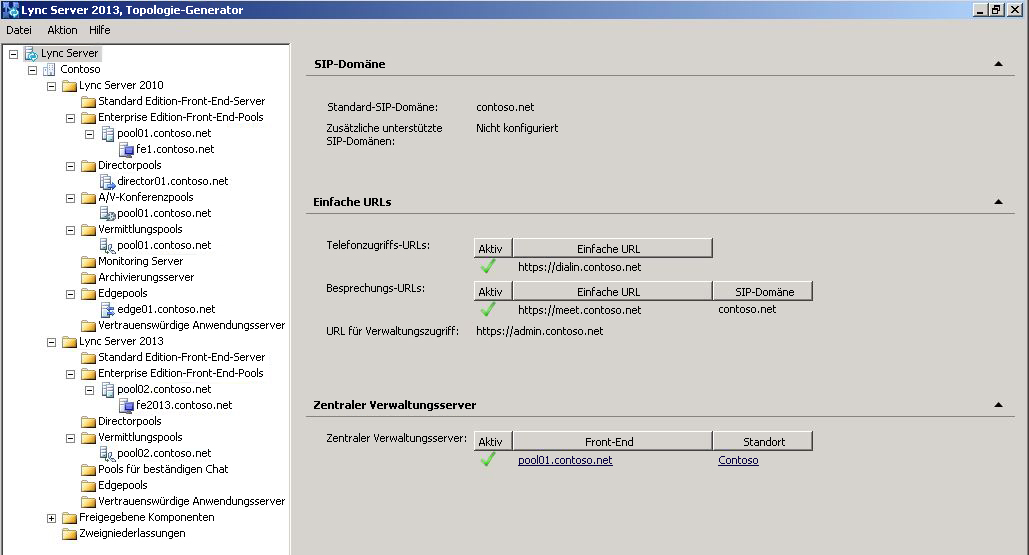 Lync Server 2013, Topologie-Generator
Datei Aktion Hilfe
Lync Server
Contoso
Lync Server 2010
Standard Edition-Front-End-Server
Enterprise Edition-Front-End-Pools
pool01.contoso.net
fe1.contoso.net
Directorpools
director01.contoso.net
A/V-Konferenzpools
pool01.contoso.net
Vermittlungspools
pool01.contoso.net
Monitoring Server
Archivierungsserver
Edgepools
edge01.contoso.net
Vertrauenswürdige Anwendungsserver
Lync Server 2013
Standard Edition-Front-End-Server
Enterprise Edition-Front-End-Pools
pool02.contoso.net
fe2013.contoso.net
Directorpools
Vermittlungspools
pool02.contoso.net
Pools für beständigen Chat
Edgepools
Vertrauenswürdige Anwendungsserver
Freigegebene Komponenten
Zweigniederlassungen
SIP-Domäne
Standard-SIP-Domäne: contoso.net
Zusätzliche unterstützte Nicht konfiguriert
SIP-Domänen:
Einfache URLs
Telefonzugriffs-URLs: Aktiv Einfache URL
https://dialin.contoso.net
Besprechungs-URLs: Aktiv Einfache URL SIP-Domäne
https://meet.contoso.net contoso.net
URL für Verwaltungszugriff: https://admin.contoso.net
Zentraler Verwaltungsserver
Zentraler Verwaltungsserver: Aktiv Front-End Standort
pool01.contoso.net Contoso